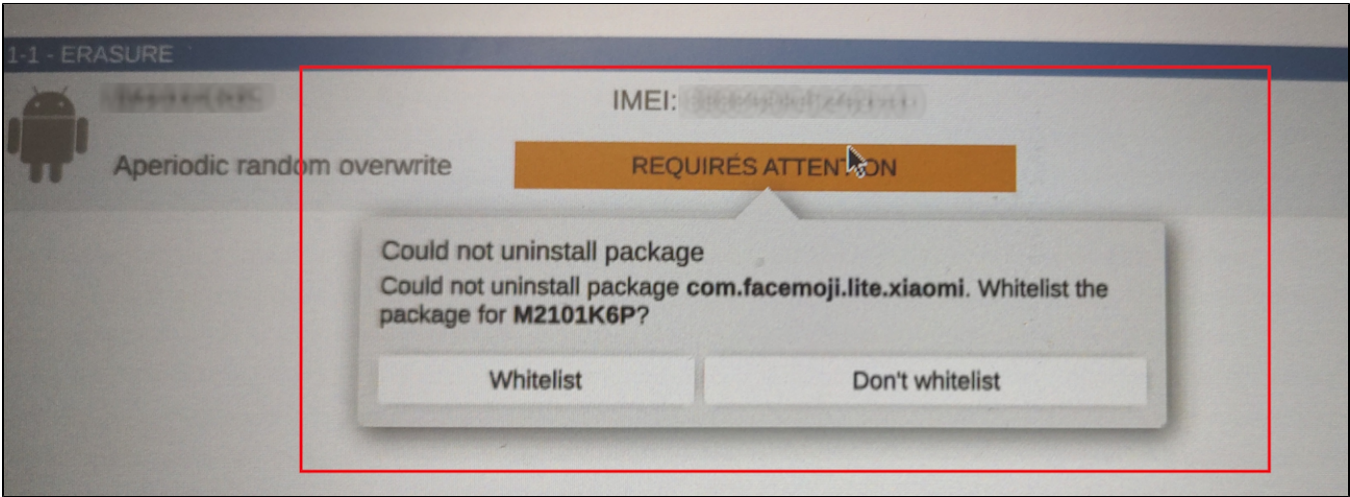 1-1 - ERASURE
IMEI:
Aperiodic random overwrite
REQUIRES ATTENTION
Could not uninstall package
Could not uninstall package com.facemoji.lite.xiaomi. Whitelist the
package for M2101K6P?
Whitelist
Don't whitelist